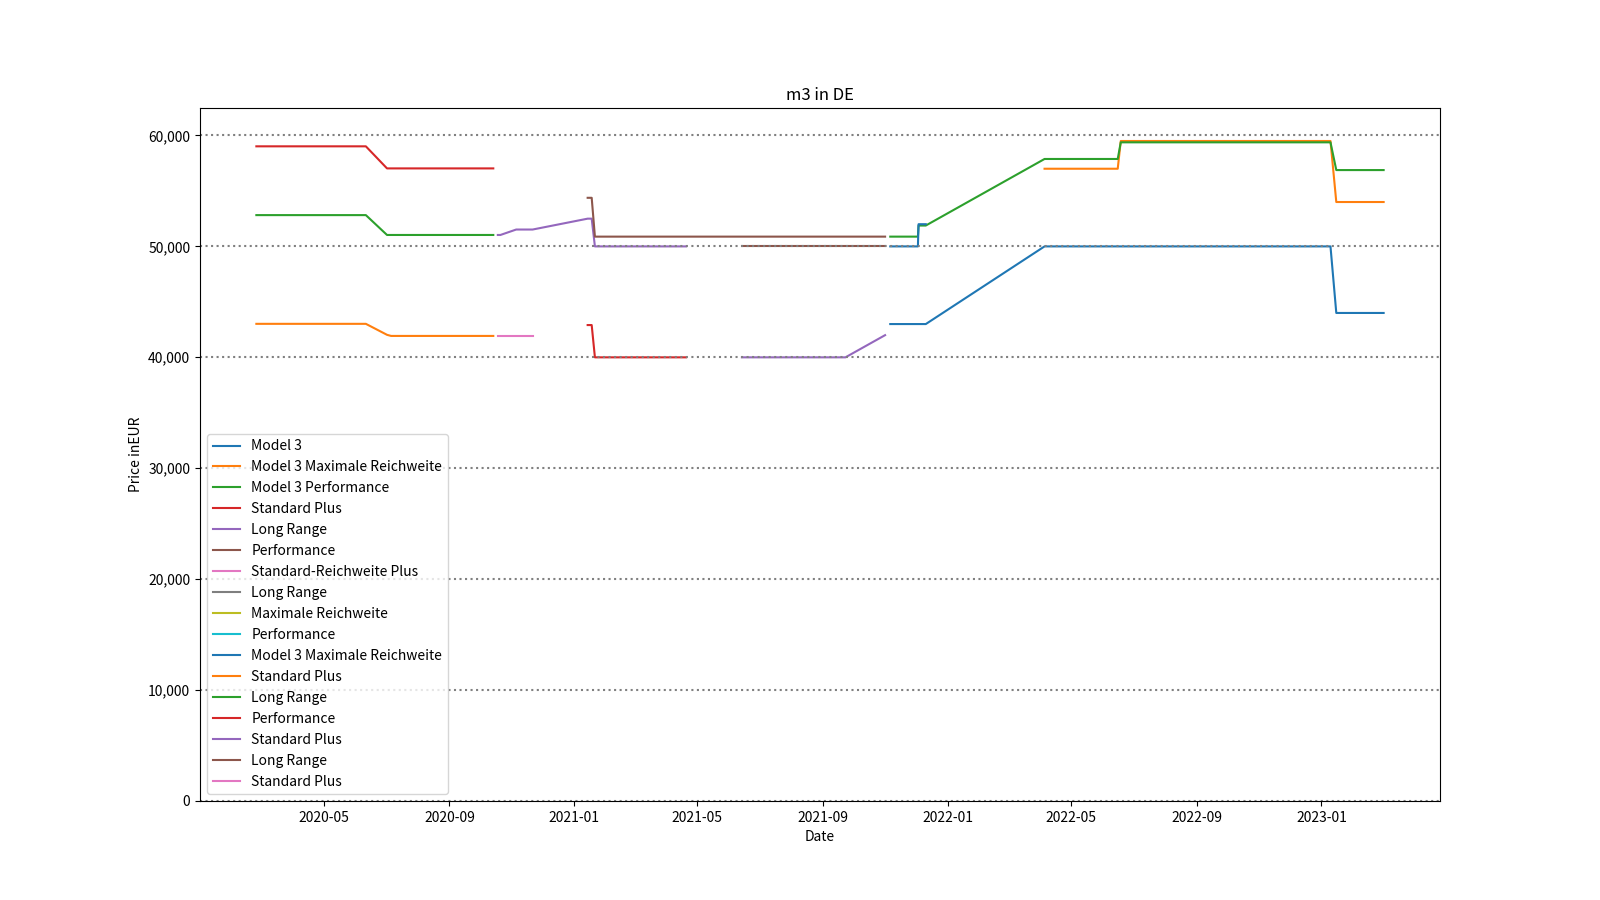 m3 in DE
60,000
50,000
40,000
30,000
20,000
10,000
0
Price inEUR
Model 3
Model 3 Maximale Reichweite
Model 3 Performance
Standard Plus
Long Range
Performance
Standard-Reichweite Plus
Long Range
Maximale Reichweite
Performance
Model 3 Maximale Reichweite
Standard Plus
Long Range
Performance
Standard Plus
Long Range
Standard Plus
2020-05 2020-09 2021-01 2021-05 2021-09 2022-01 2022-05 2022-09 2023-01
Date